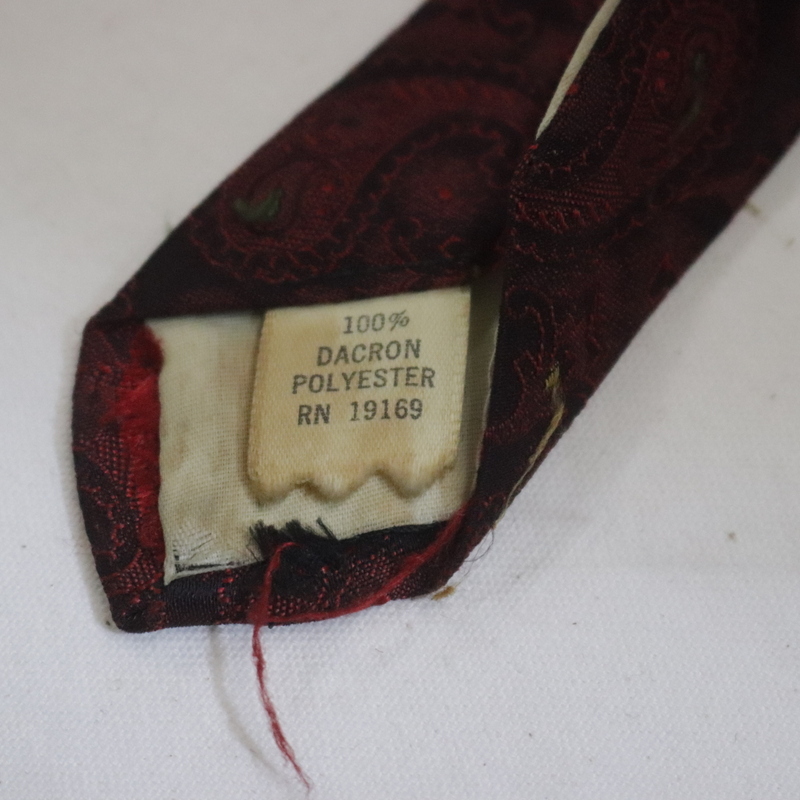 100%
DACRON
POLYESTER
RN 19169